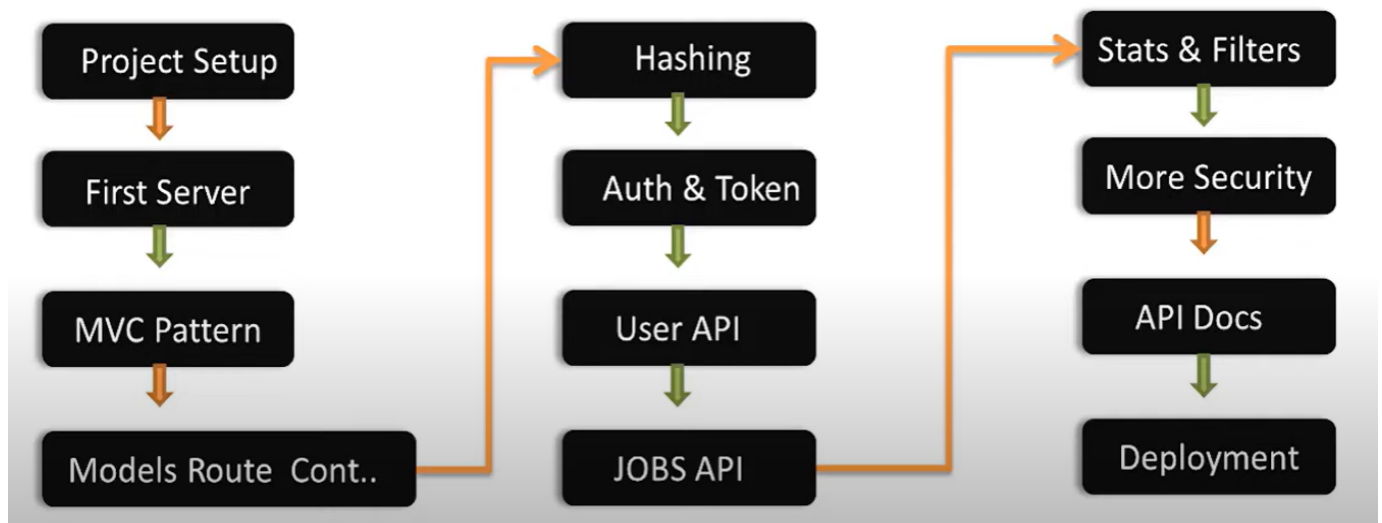 Project Setup
First Server
MVC Pattern
Models Route Cont..
Hashing
Auth & Token
User API
JOBS API
Stats & Filters
More Security
API Docs
Deployment